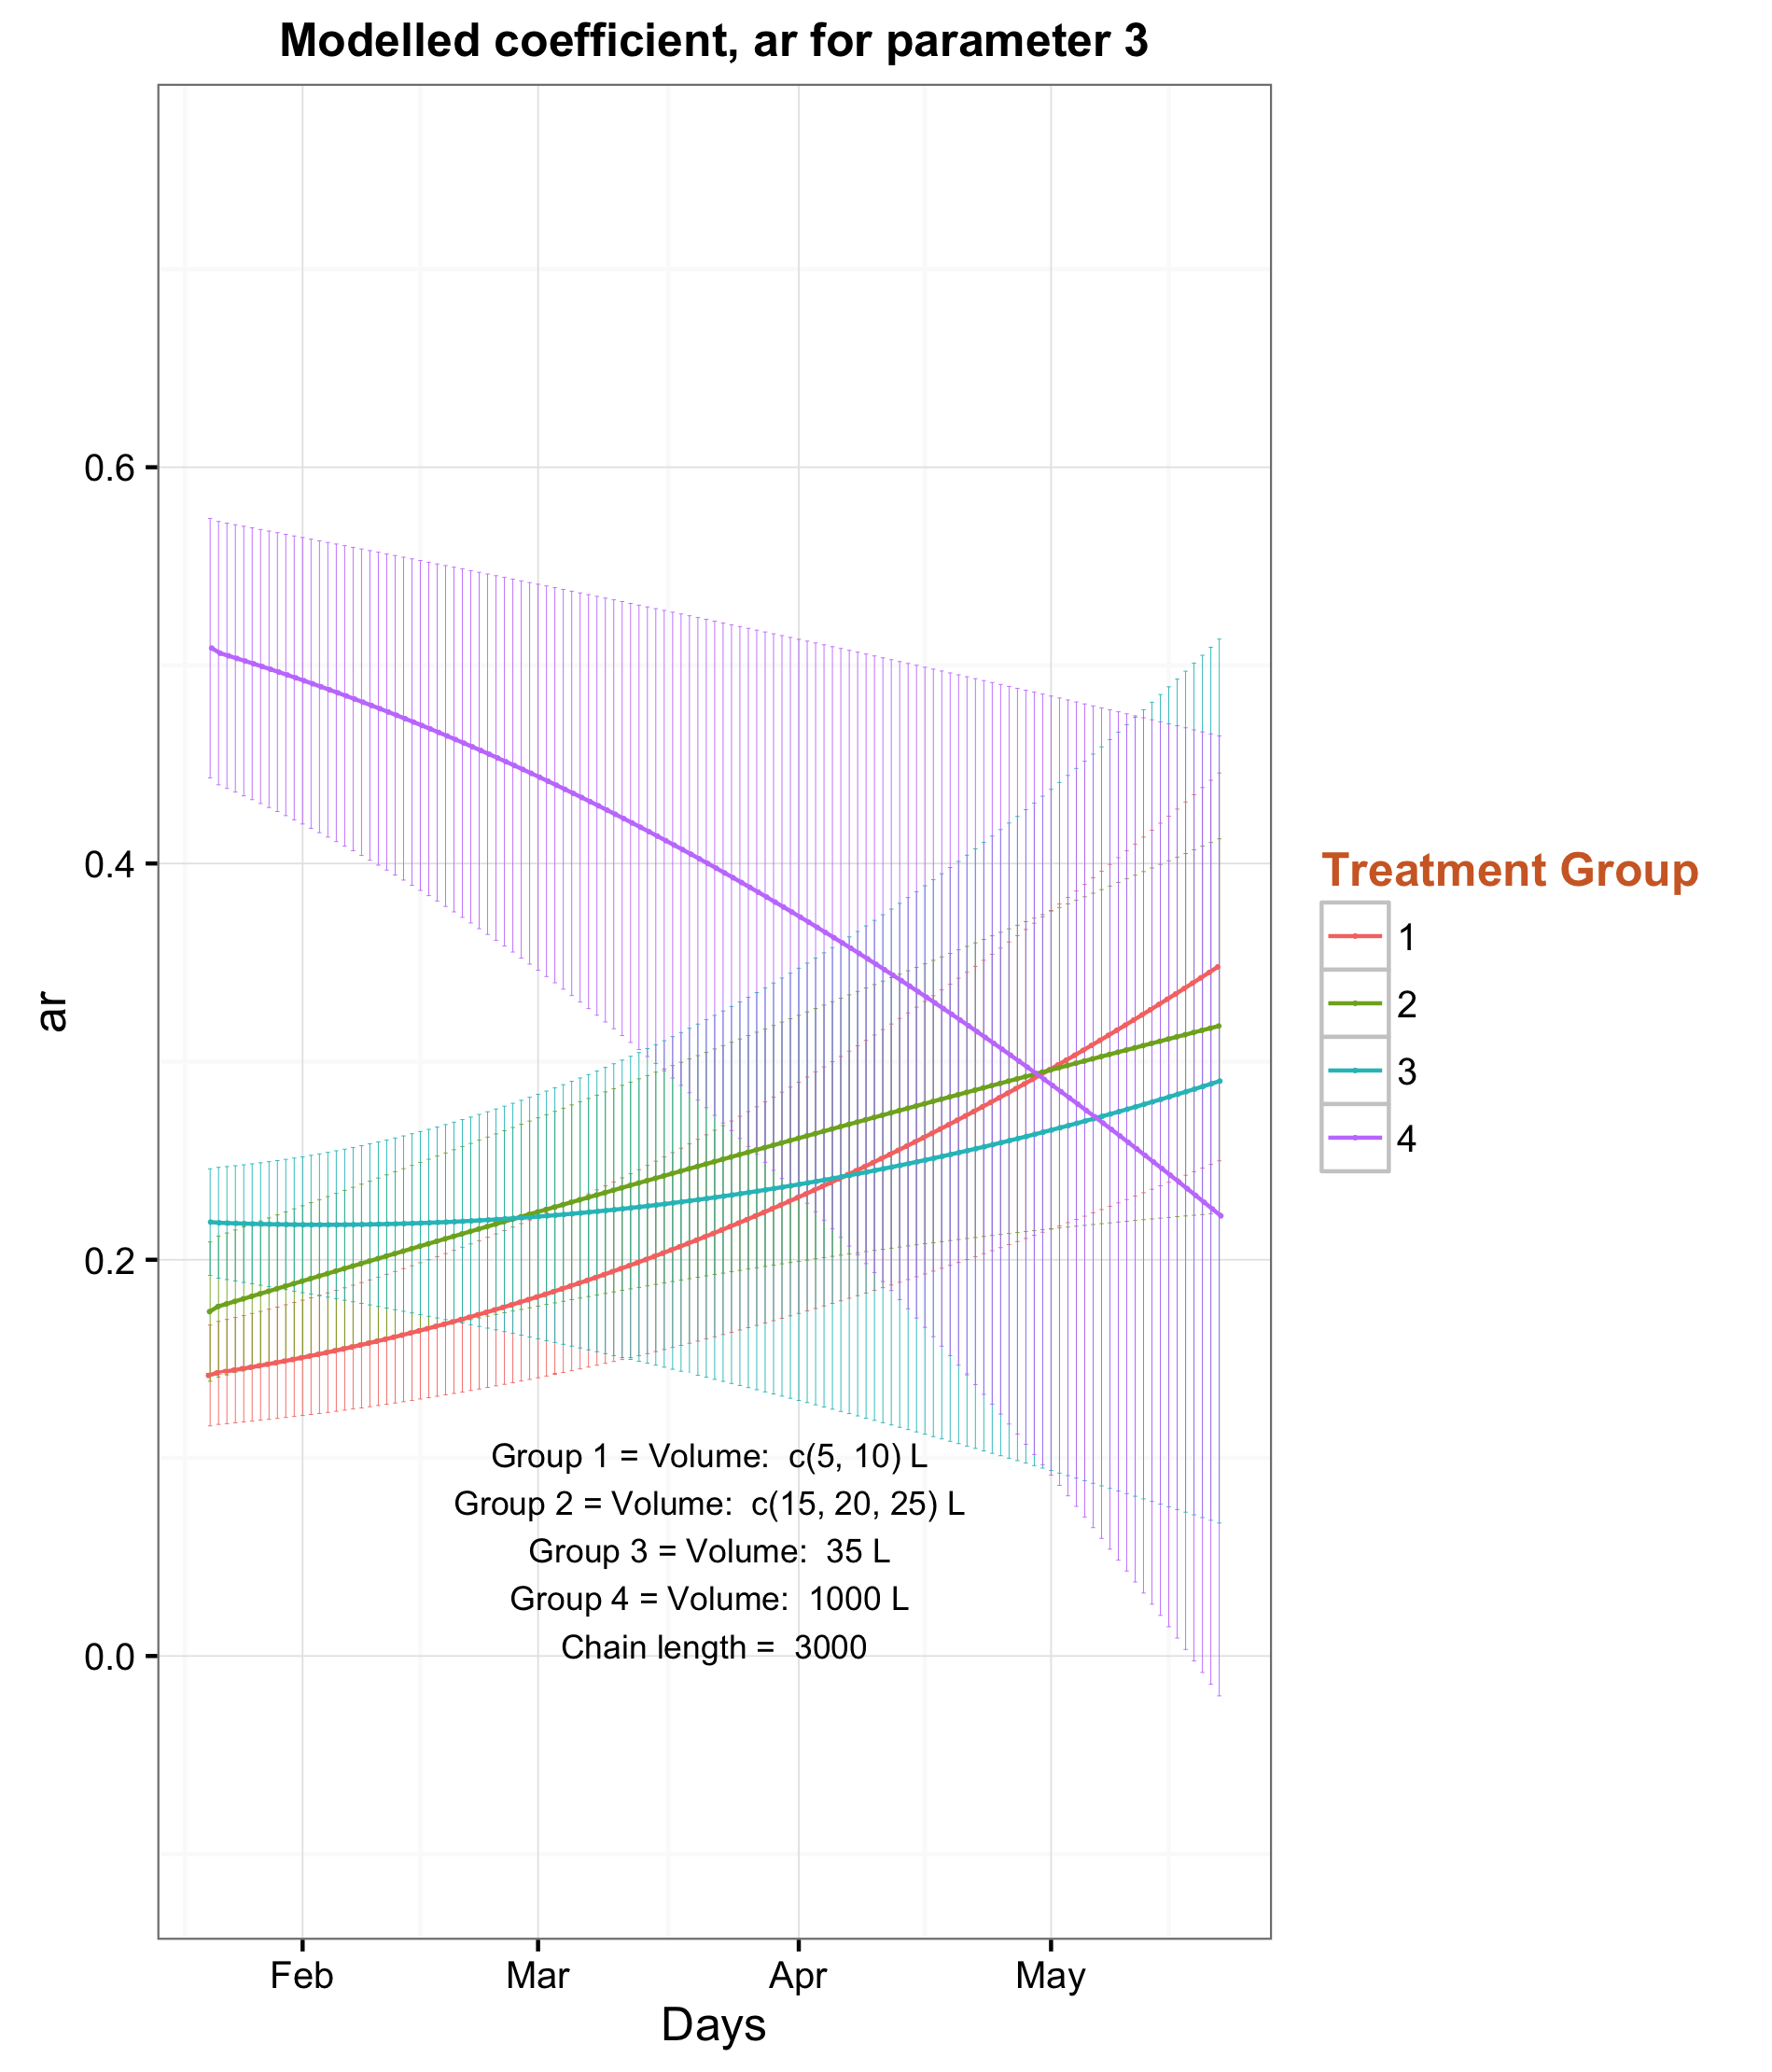 Modelled coefficient, ar for parameter 3
0.6
0.4
0.2
0.0
ar
Feb Mar Apr May
Days
Group 1 = Volume:  c(5, 10) L
Group 2 = Volume:  c(15, 20, 25) L
Group 3 = Volume:  35 L
Group 4 = Volume:  1000 L
Chain length =  3000
Treatment Group
1
2
3
4